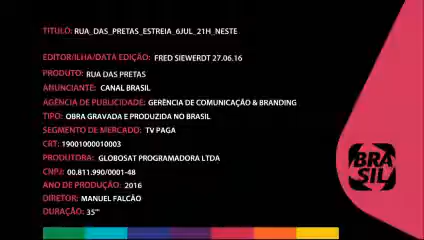 TITULO: RUA_DAS_PRETAS_ESTREIA_6JUL_21H_NESTE
EDITOR/ILHA/DATA EDIÇÃO: FRED SIEWERDT 27.06.16
PRODUTO: RUA DAS PRETAS
ANUNCIANTE: CANAL BRASIL
AGÊNCIA DE PUBLICIDADE: GERÊNCIA DE COMUNICAÇÃO & BRANDING
TIPO: OBRA GRAVADA E PRODUZIDA NO BRASIL
SEGMENTO DE MERCADO: TV PAGA
CRT: 19001000010003
PRODUTORA: GLOBOSAT PROGRAMADORA LTDA
CNPJ: 00.811.990/0001-48
ANO DE PRODUÇÃO: 2016
DIRETOR: MANUEL FALCÃO
DURAÇÃO: 35""
BRA
SIL